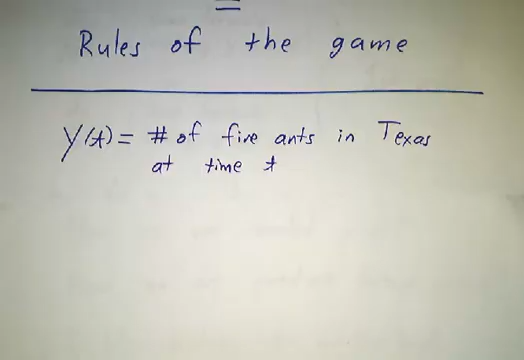 =
Rules of the game
Y(t) = # of fire ants in Texas
at time t